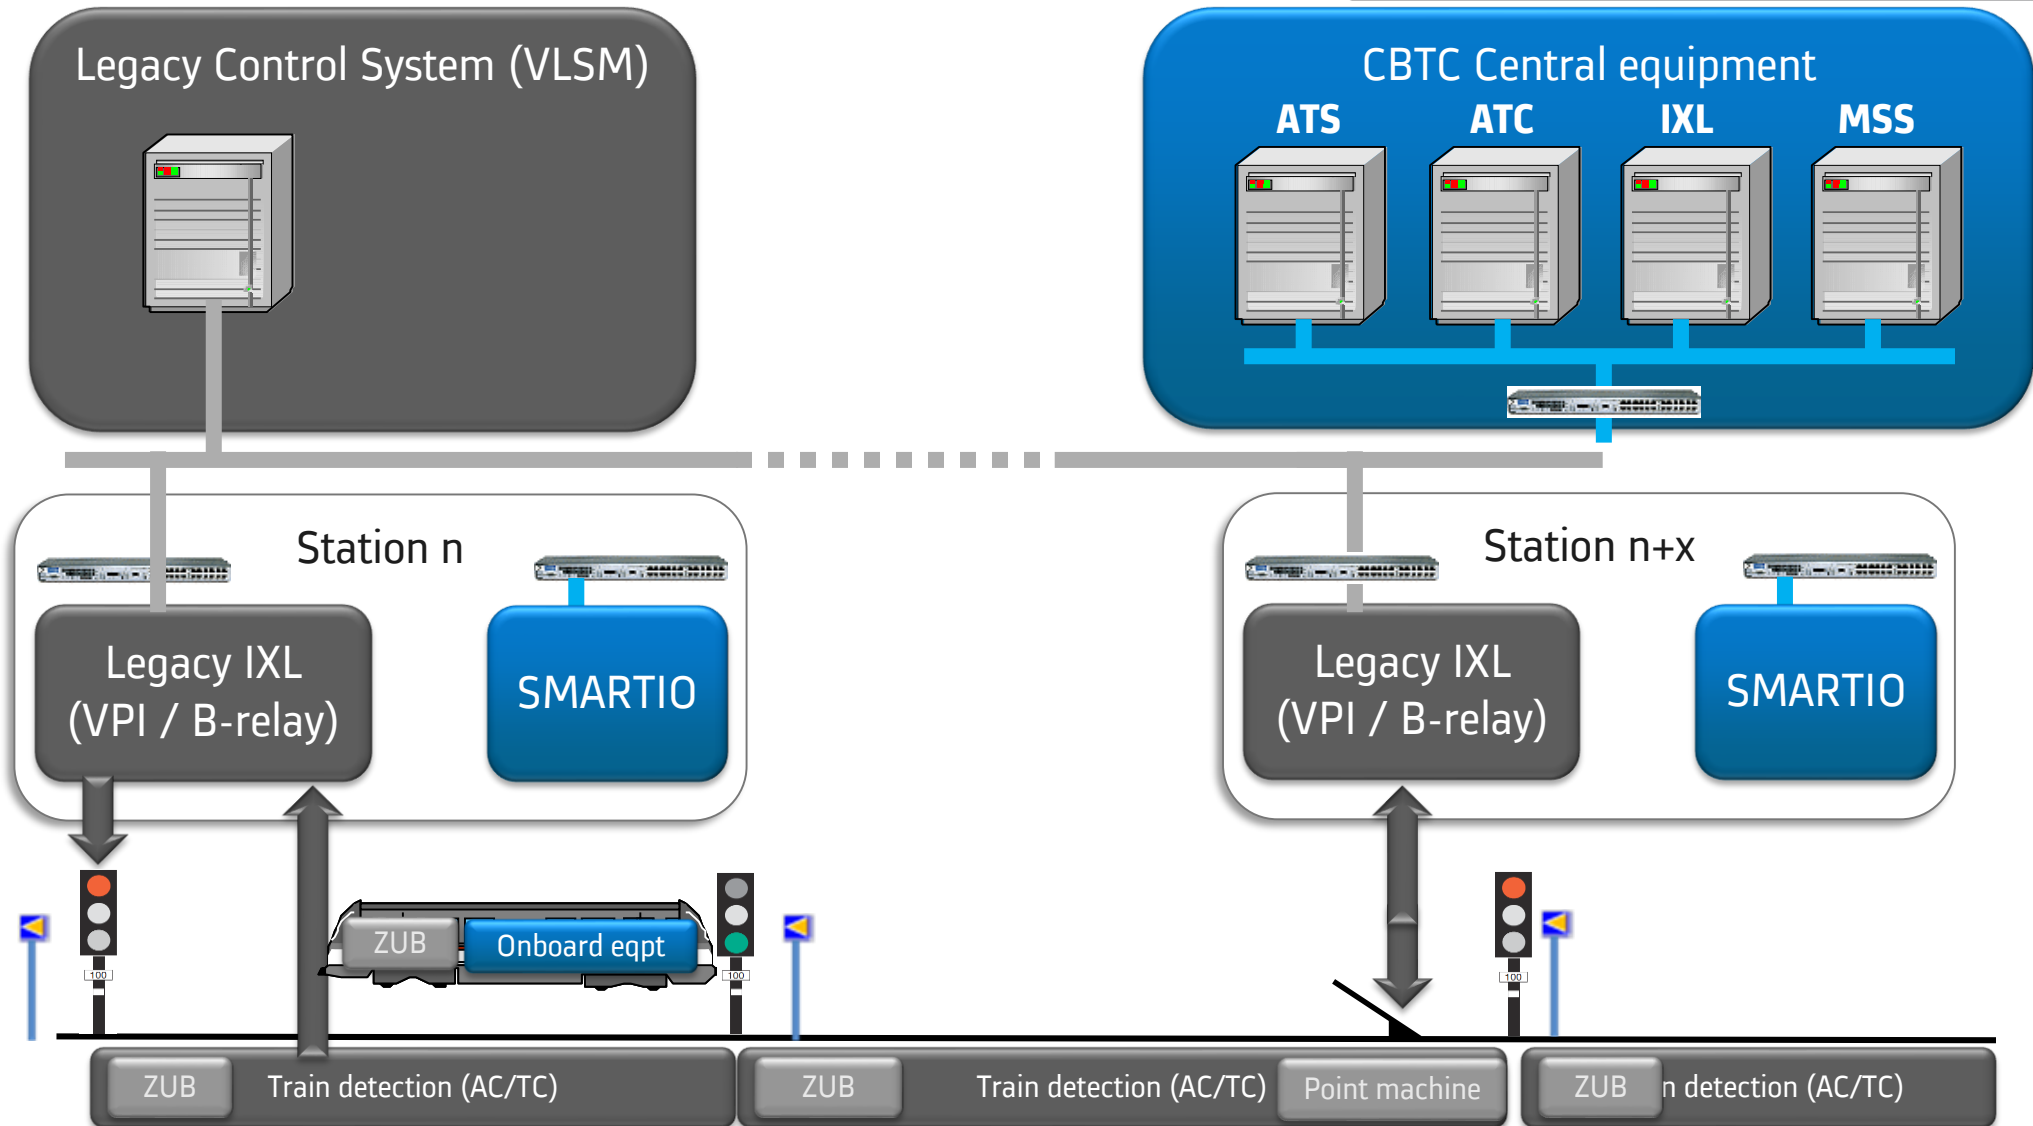 Legacy Control System (VLSM)
CBTC Central equipment
ATS
ATC
IXL
MSS
Station n
Station n+x
Legacy IXL
(VPI / B-relay)
SMARTIO
Legacy IXL
(VPI / B-relay)
SMARTIO
ZUB
Onboard eqpt
100
100
100
ZUB
Train detection (AC/TC)
ZUB
Train detection (AC/TC)
Point machine
ZUB
n detection (AC/TC)